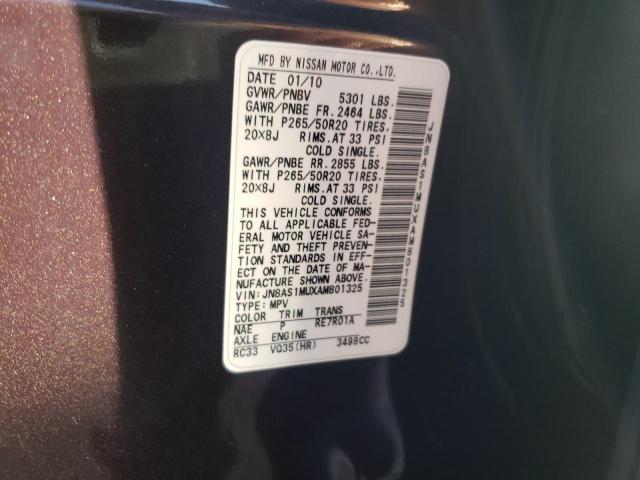 MFD BY NISSAN MOTOR CO.,LTD.
DATE 01/10
GVWR/PNBV 5301 LBS.
GAWR/PNBE FR. 2464 LBS.
WITH P265/50R20 TIRES.
20X8J RIMS.AT 33 PSI
COLD SINGLE.
GAWR/PNBE RR. 2855 LBS.
WITH P265/50R20 TIRES.
20X8J RIMS.AT 33 PSI
COLD SINGLE.
THIS VEHICLE CONFORMS
TO ALL APPLICABLE FED-
ERAL MOTOR VEHICLE SA-
FETY AND THEFT PREVEN-
TION STANDARDS IN EFF-
ECT ON THE DATE OF MA-
NUFACTURE SHOWN ABOVE.
VIN: JN8AS1MUXAM801325
TYPE: MPV
COLOR TRIM TRANS
NAE P RE7R01A
AXLE ENGINE
RC33 VQ35(HR) 3498CC
JN8AS1MUXAM801325